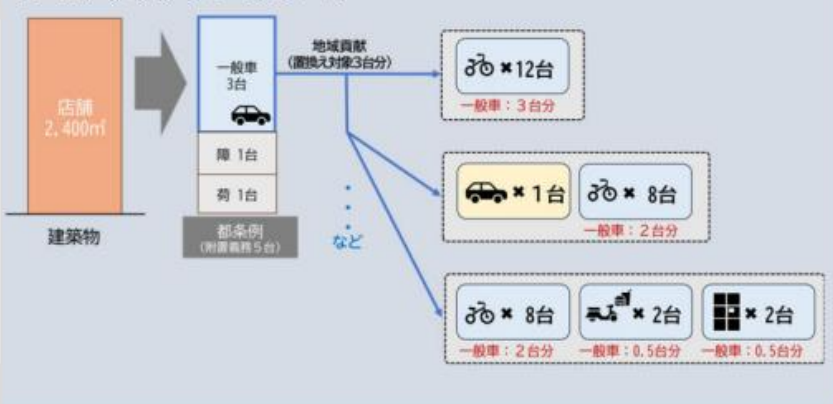 店舗
2,400㎡
建築物
一般車
3台
障 1台
荷 1台
都条例
(附置義務5台)
地域貢献
(置換え対象3台分)
など
×12台
一般車：3台分
× 1台
× 8台
一般車：2台分
× 8台
一般車：2台分
× 2台
一般車：0.5台分
× 2台
一般車：0.5台分